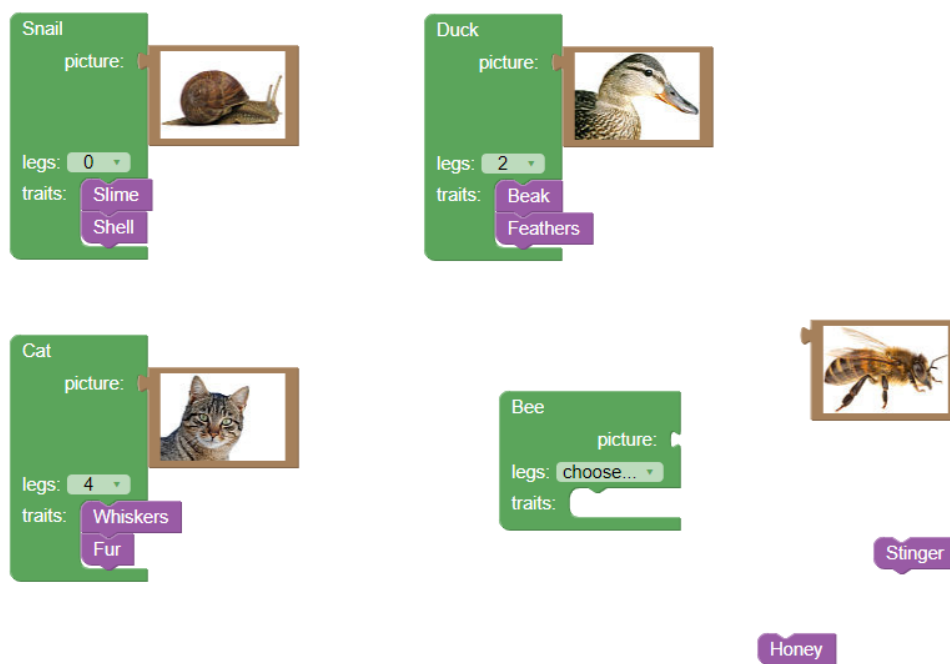 Snail
picture:
legs: 0
traits: Slime
Shell
Duck
picture:
legs: 2
traits: Beak
Feathers
Cat
picture:
legs: 4
traits: Whiskers
Fur
Bee
picture:
legs: choose...
traits:
Stinger
Honey